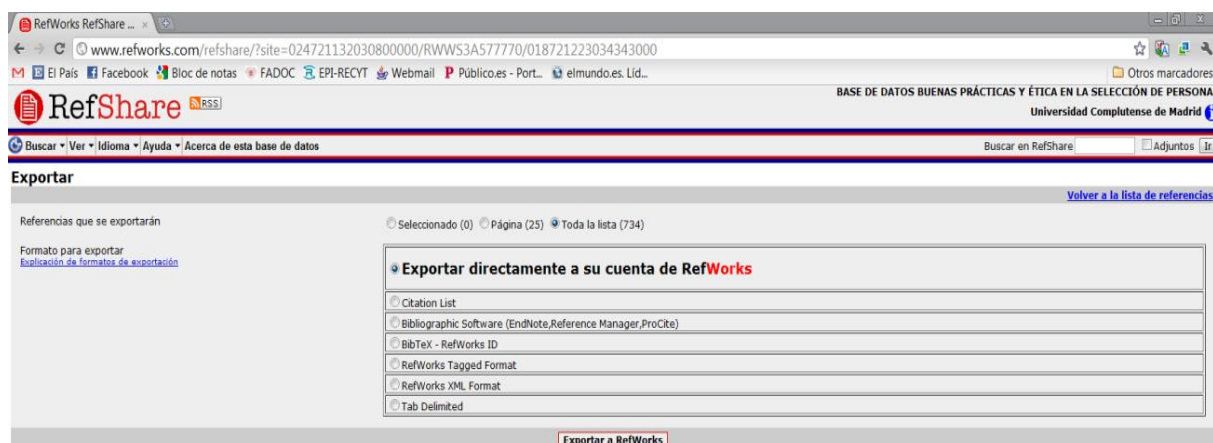 RefWorks RefShare ...
www.refworks.com/refshare/?site=024721132030800000/RWWS3A577770/018721223034343000
El País Facebook Bloc de notas FADOC EPI-RECYT Webmail Público.es - Port... elmundo.es. Líd... Otros marcadores
RefShare RSS
BASE DE DATOS BUENAS PRÁCTICAS Y ÉTICA EN LA SELECCIÓN DE PERSONA
Universidad Complutense de Madrid
Buscar Ver Idioma Ayuda Acerca de esta base de datos Buscar en RefShare Adjuntos Ir
Exportar
Volver a la lista de referencias
Referencias que se exportarán Seleccionado (0) Página (25) Toda la lista (734)
Formato para exportar
Explicación de formatos de exportación
Exportar directamente a su cuenta de RefWorks
Citation List
Bibliographic Software (EndNote,Reference Manager,ProCite)
BibTeX - RefWorks ID
RefWorks Tagged Format
RefWorks XML Format
Tab Delimited
Exportar a RefWorks